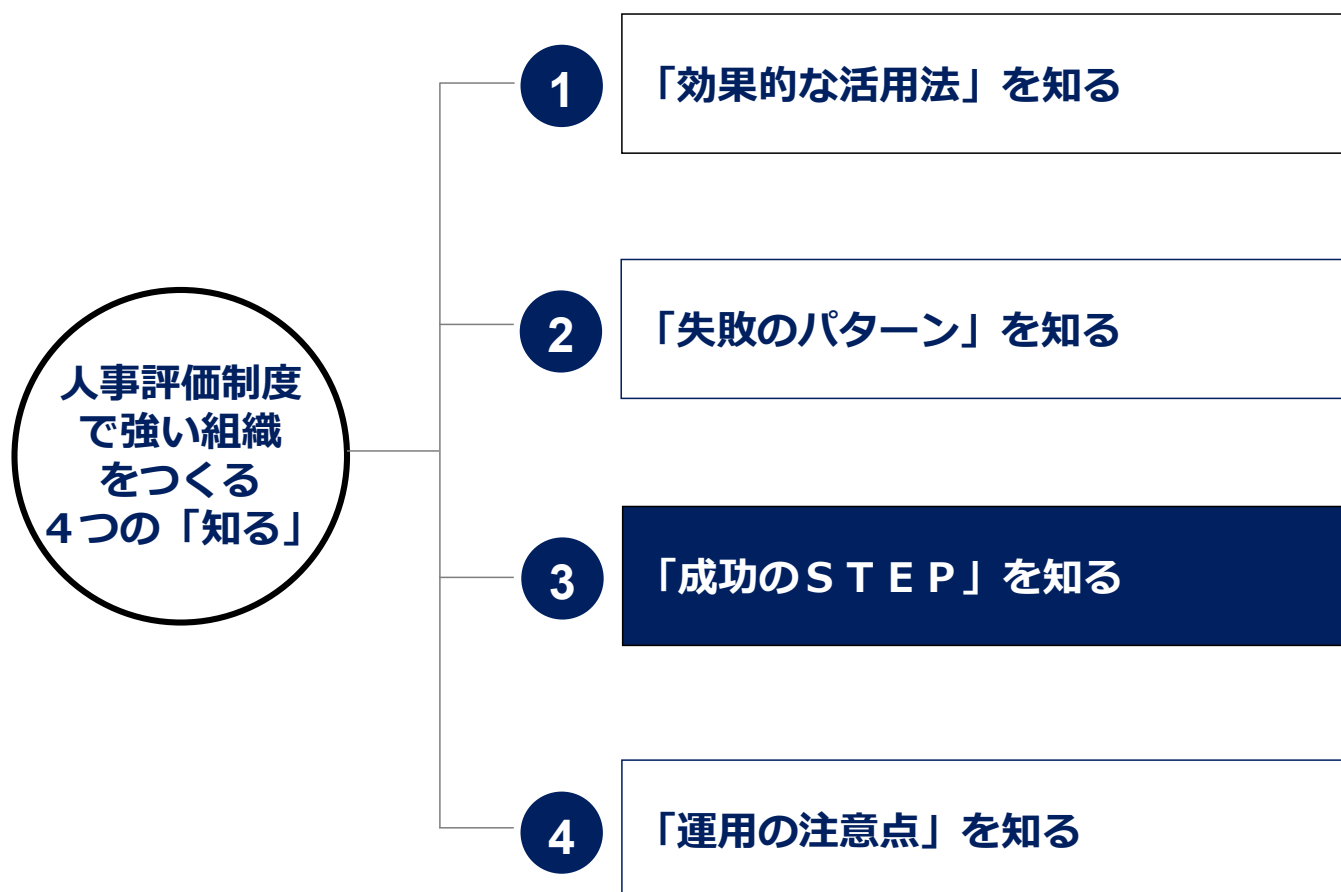 人事評価制度
で強い組織
をつくる
４つの「知る」
1
「効果的な活用法」を知る
2
「失敗のパターン」を知る
3
「成功のＳＴＥＰ」を知る
4
「運用の注意点」を知る